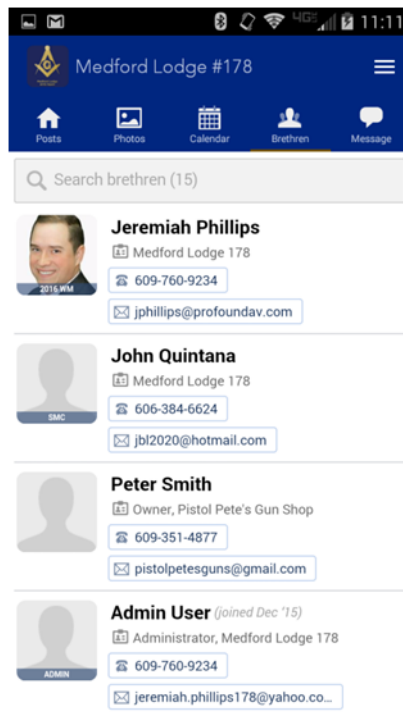 4G 11:11
Medford Lodge #178
Posts Photos Calendar Brethren Message
Search brethren (15)
Jeremiah Phillips
Medford Lodge 178
2016 WM
609-760-9234
jphillips@profoundav.com
John Quintana
Medford Lodge 178
SMC
606-384-6624
jbl2020@hotmail.com
Peter Smith
Owner, Pistol Pete's Gun Shop
609-351-4877
pistolpetesguns@gmail.com
Admin User (joined Dec '15)
Administrator, Medford Lodge 178
ADMIN
609-760-9234
jeremiah.phillips178@yahoo.co...